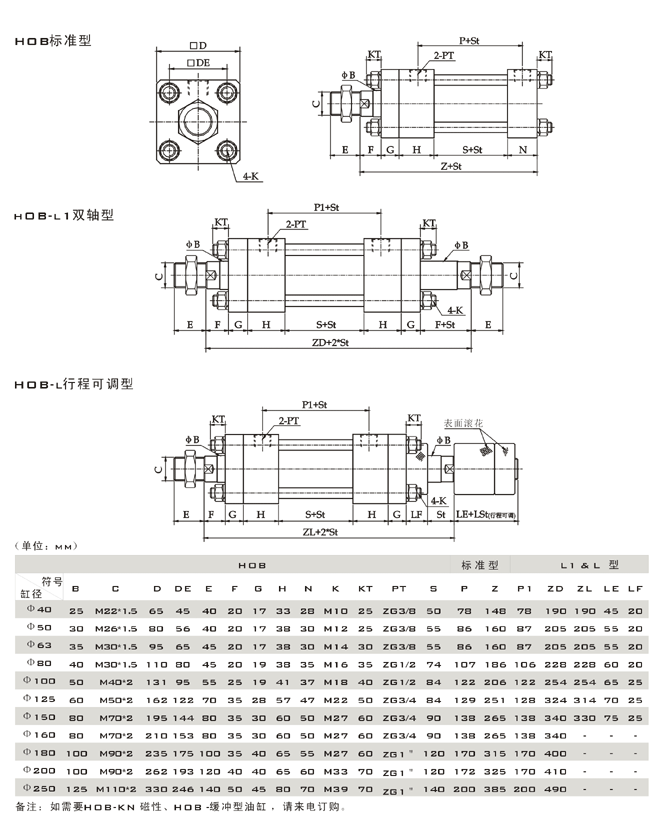 HOB标准型
□D
□DE
4-K
P+St
KT
2-PT
KT
ΦB
C
E F G H S+St N
Z+St
HOB-L1双轴型
P1+St
KT
2-PT
KT
ΦB
ΦB
C
C
4-K
E F G H S+St H G F+St E
ZD+2*St
HOB-L行程可调型
P1+St
KT
2-PT
KT
表面滚花
ΦB
ΦB
C
4-K
E F G H S+St H G LF St LE+LSt(行程可调)
ZL+2*St
(单位：MM)
HOB 标准型 L1 & L 型
符号
缸径
B C D DE E F G H N K KT PT S P Z P1 ZD ZL LE LF
Φ40 25 M22*1.5 65 45 40 20 17 33 28 M10 25 ZG3/8 50 78 148 78 190 190 45 20
Φ50 30 M26*1.5 80 56 40 20 17 38 30 M12 25 ZG3/8 55 86 160 87 205 205 55 20
Φ63 35 M30*1.5 95 65 45 20 17 38 30 M14 30 ZG3/8 55 86 160 87 205 205 55 20
Φ80 40 M30*1.5 110 80 45 20 19 38 35 M16 35 ZG1/2 74 107 186 106 228 228 60 20
Φ100 50 M40*2 131 95 55 25 19 41 37 M18 40 ZG1/2 84 122 206 122 254 254 65 25
Φ125 60 M50*2 162 122 70 35 28 57 47 M22 50 ZG3/4 84 129 251 128 324 314 70 25
Φ150 80 M70*2 195 144 80 35 30 60 50 M27 60 ZG3/4 90 138 265 138 340 330 75 25
Φ160 80 M70*2 210 153 80 35 30 60 50 M27 60 ZG3/4 90 138 265 138 340 - - -
Φ180 100 M90*2 235 175 100 35 40 65 55 M27 60 ZG1" 120 170 315 170 400 - - -
Φ200 100 M90*2 262 193 120 40 40 65 60 M33 70 ZG1" 120 172 325 170 410 - - -
Φ250 125 M110*2 330 246 140 50 45 80 70 M39 70 ZG1" 140 200 385 200 490 - - -
备注：如需要HOB-KN 磁性、HOB-缓冲型油缸，请来电订购。